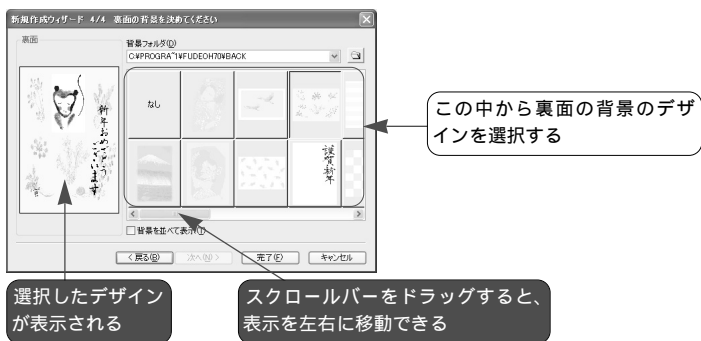 新規作成ウィザード 4/4 裏面の背景を決めてください
裏面
背景フォルダ(D)
C:¥PROGRA~1¥FUDEOH70¥BACK
なし
新年おめでとうございます
謹賀新年
背景を並べて表示(T)
< 戻る(B)
次へ(N) >
完了(F)
キャンセル
この中から裏面の背景のデザ
インを選択する
選択したデザイン
が表示される
スクロールバーをドラッグすると、
表示を左右に移動できる